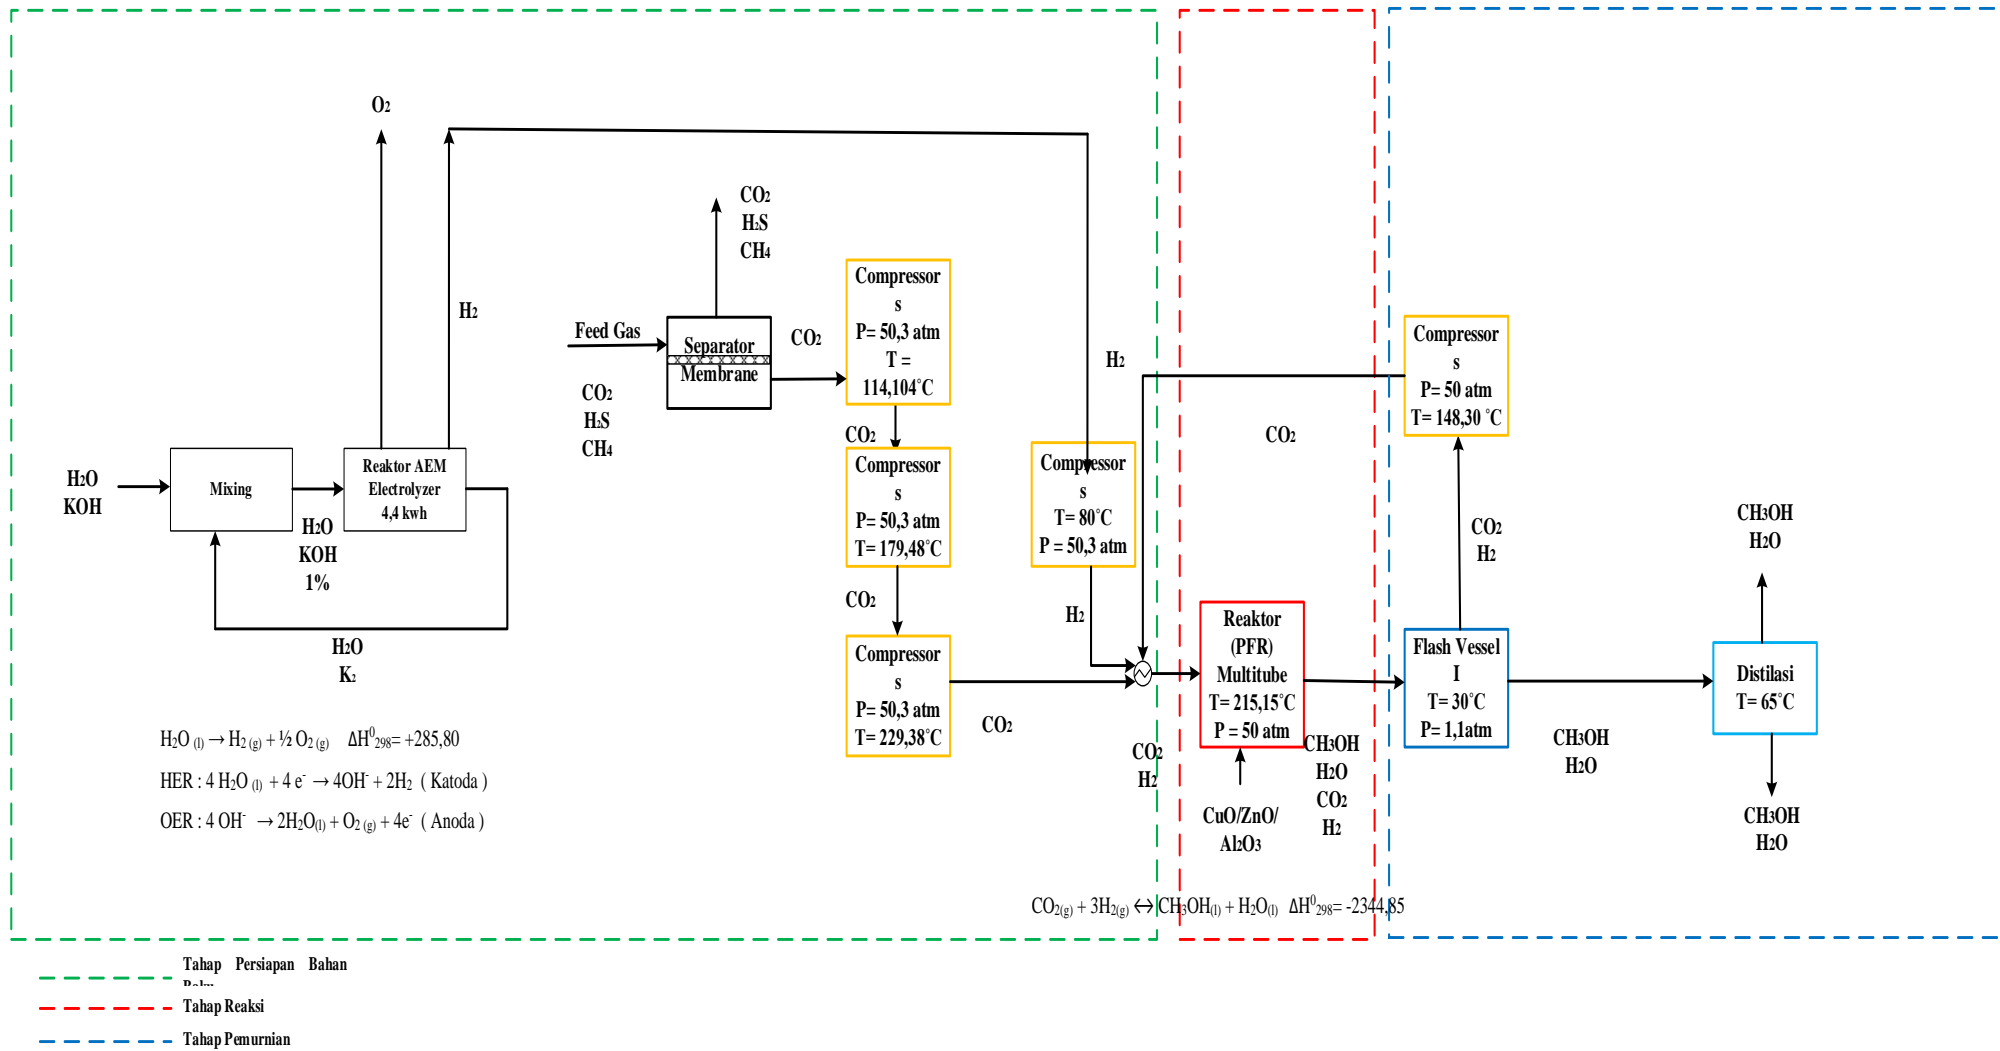 O2
H2
CO2
H2S
CH4
Feed Gas
CO2
H2S
CH4
Separator
Membrane
CO2
Compressor
s
P= 50,3 atm
T =
114,104°C
CO2
Compressor
s
P= 50,3 atm
T= 179,48°C
CO2
Compressor
s
P= 50,3 atm
T= 229,38°C
CO2
H2O
KOH
Mixing
H2O
KOH
1%
Reaktor AEM
Electrolyzer
4,4 kwh
H2O
K2
H2
Compressor
s
T= 80°C
P = 50,3 atm
H2
CO2
H2
CO2
Reaktor
(PFR)
Multitube
T= 215,15°C
P = 50 atm
CuO/ZnO/
Al2O3
CH3OH
H2O
CO2
H2
Compressor
s
P= 50 atm
T= 148,30 °C
CO2
H2
Flash Vessel
I
T= 30°C
P= 1,1atm
CH3OH
H2O
CH3OH
H2O
Distilasi
T= 65°C
CH3OH
H2O
H2O (l) → H2 (g) + ½ O2 (g) ΔH⁰298= +285,80
HER : 4 H2O (l) + 4 e⁻ → 4OH⁻ + 2H2 ( Katoda )
OER : 4 OH⁻ → 2H2O(l) + O2 (g) + 4e⁻ ( Anoda )
CO2(g) + 3H2(g) ↔ CH3OH(l) + H2O(l) ΔH⁰298= -2344,85
Tahap Persiapan Bahan
Baku
Tahap Reaksi
Tahap Pemurnian